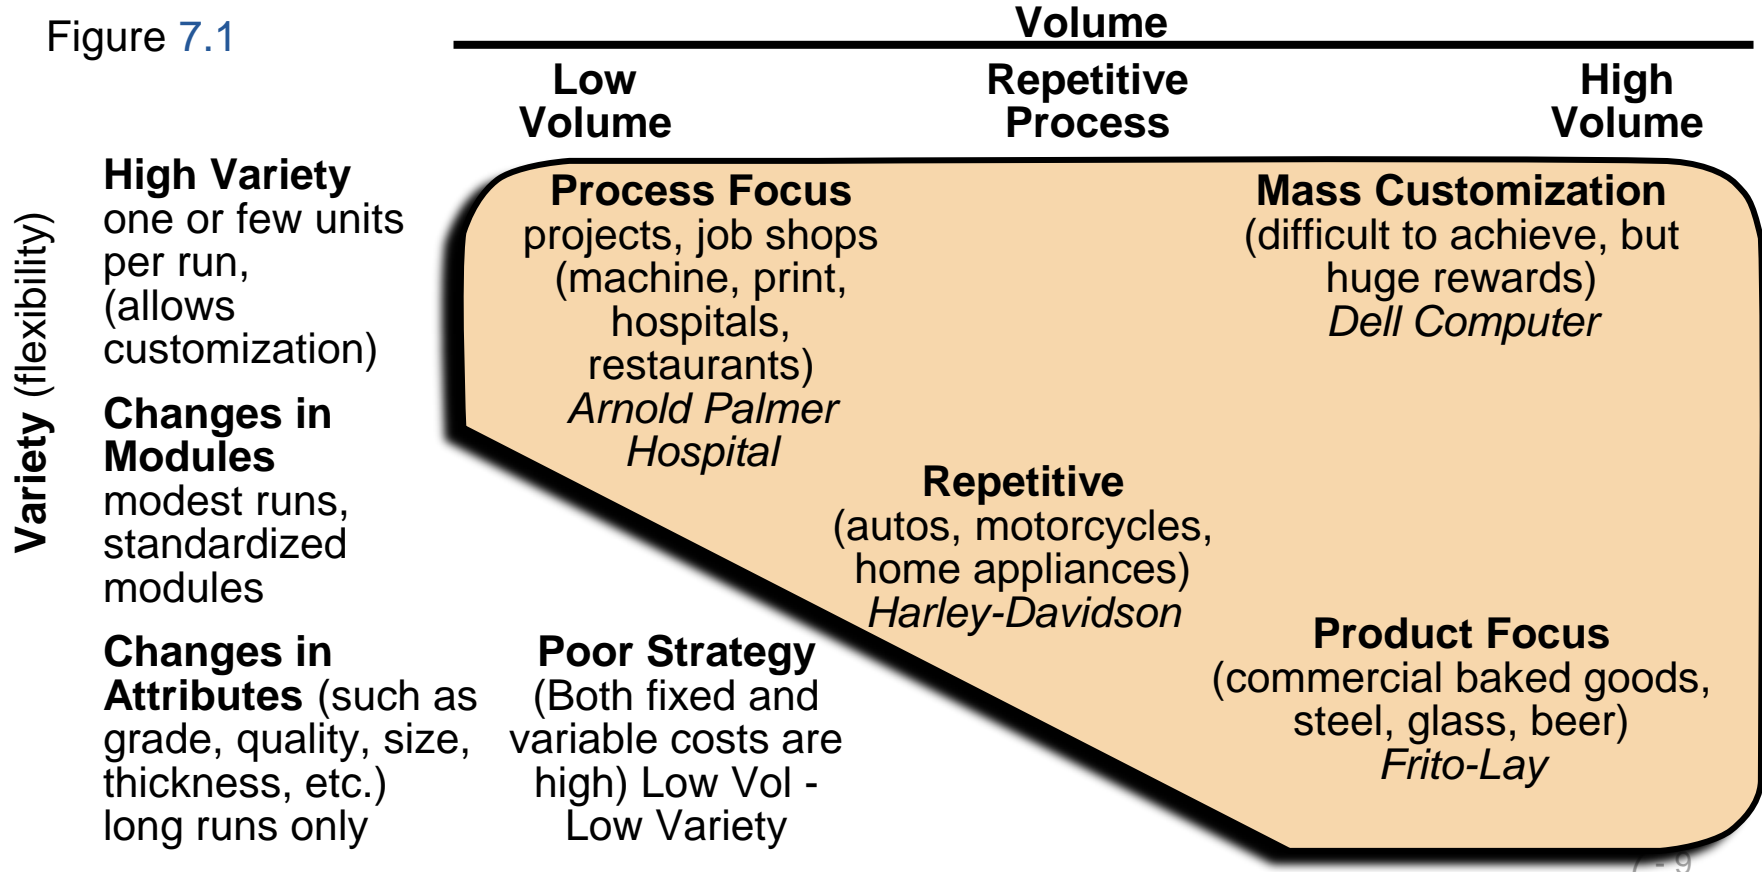 Figure 7.1
Volume
Low
Volume
Repetitive
Process
High
Volume
Variety (flexibility)
High Variety
one or few units
per run,
(allows
customization)
Changes in
Modules
modest runs,
standardized
modules
Changes in
Attributes (such as
grade, quality, size,
thickness, etc.)
long runs only
Process Focus
projects, job shops
(machine, print,
hospitals,
restaurants)
Arnold Palmer
Hospital
Mass Customization
(difficult to achieve, but
huge rewards)
Dell Computer
Repetitive
(autos, motorcycles,
home appliances)
Harley-Davidson
Poor Strategy
(Both fixed and
variable costs are
high) Low Vol -
Low Variety
Product Focus
(commercial baked goods,
steel, glass, beer)
Frito-Lay
7 - 9